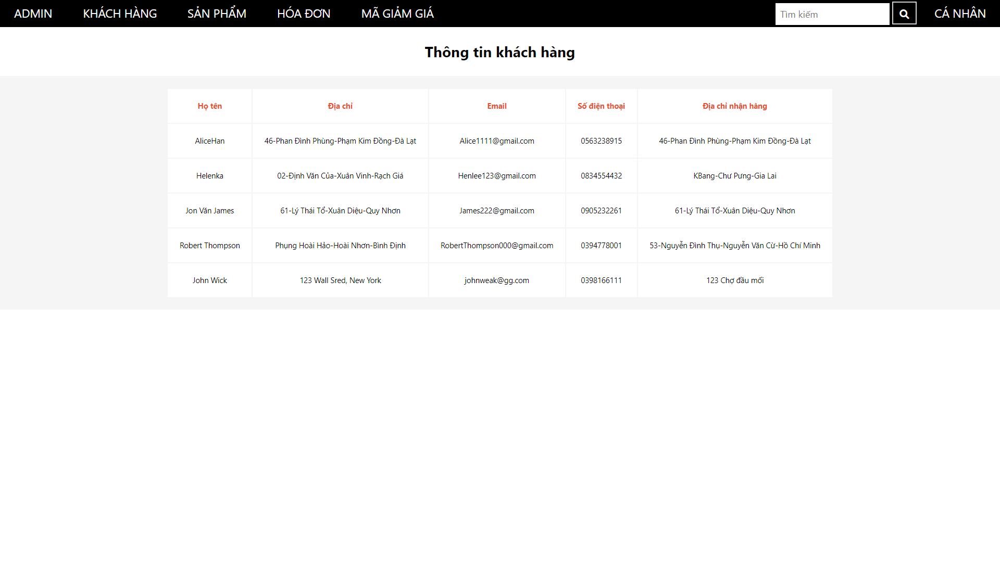 ADMIN KHÁCH HÀNG SẢN PHẨM HÓA ĐƠN MÃ GIẢM GIÁ Tìm kiếm CÁ NHÂN
Thông tin khách hàng
Họ tên Địa chỉ Email Số điện thoại Địa chỉ nhận hàng
AliceHan 46-Phan Đình Phùng-Phạm Kim Đồng-Đà Lạt Alice1111@gmail.com 0563238915 46-Phan Đình Phùng-Phạm Kim Đồng-Đà Lạt
Helenka 02-Định Văn Của-Xuân Vinh-Rạch Giá Henlee123@gmail.com 0834554432 KBang-Chư Pưng-Gia Lai
Jon Văn James 61-Lý Thái Tổ-Xuân Diệu-Quy Nhơn James222@gmail.com 0905232261 61-Lý Thái Tổ-Xuân Diệu-Quy Nhơn
Robert Thompson Phụng Hoài Hảo-Hoài Nhơn-Bình Định RobertThompson000@gmail.com 0394778001 53-Nguyễn Đình Thụ-Nguyễn Văn Cừ-Hồ Chí Minh
John Wick 123 Wall Sred, New York johnweak@gg.com 0398166111 123 Chợ đầu mối